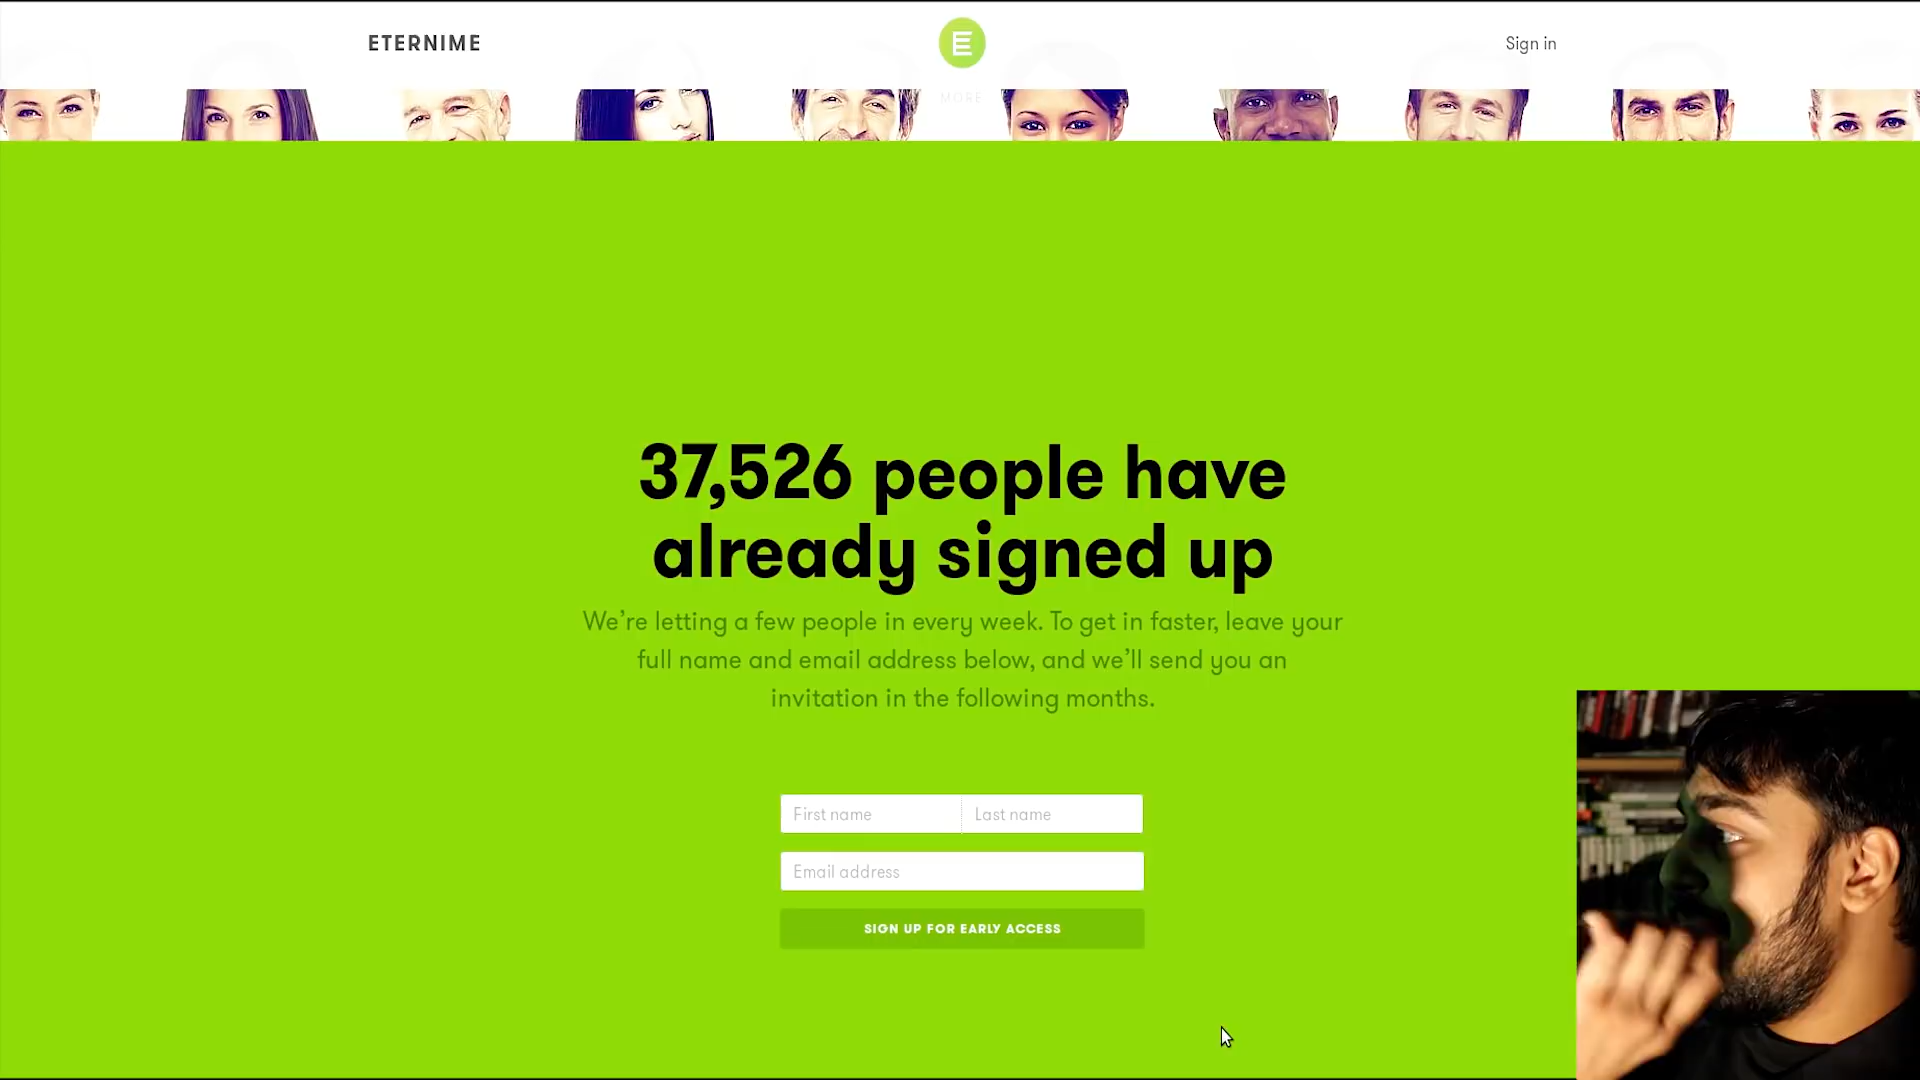 ETERNIME
E
Sign in
MORE
37,526 people have
already signed up
We’re letting a few people in every week. To get in faster, leave your
full name and email address below, and we’ll send you an
invitation in the following months.
First name
Last name
Email address
SIGN UP FOR EARLY ACCESS